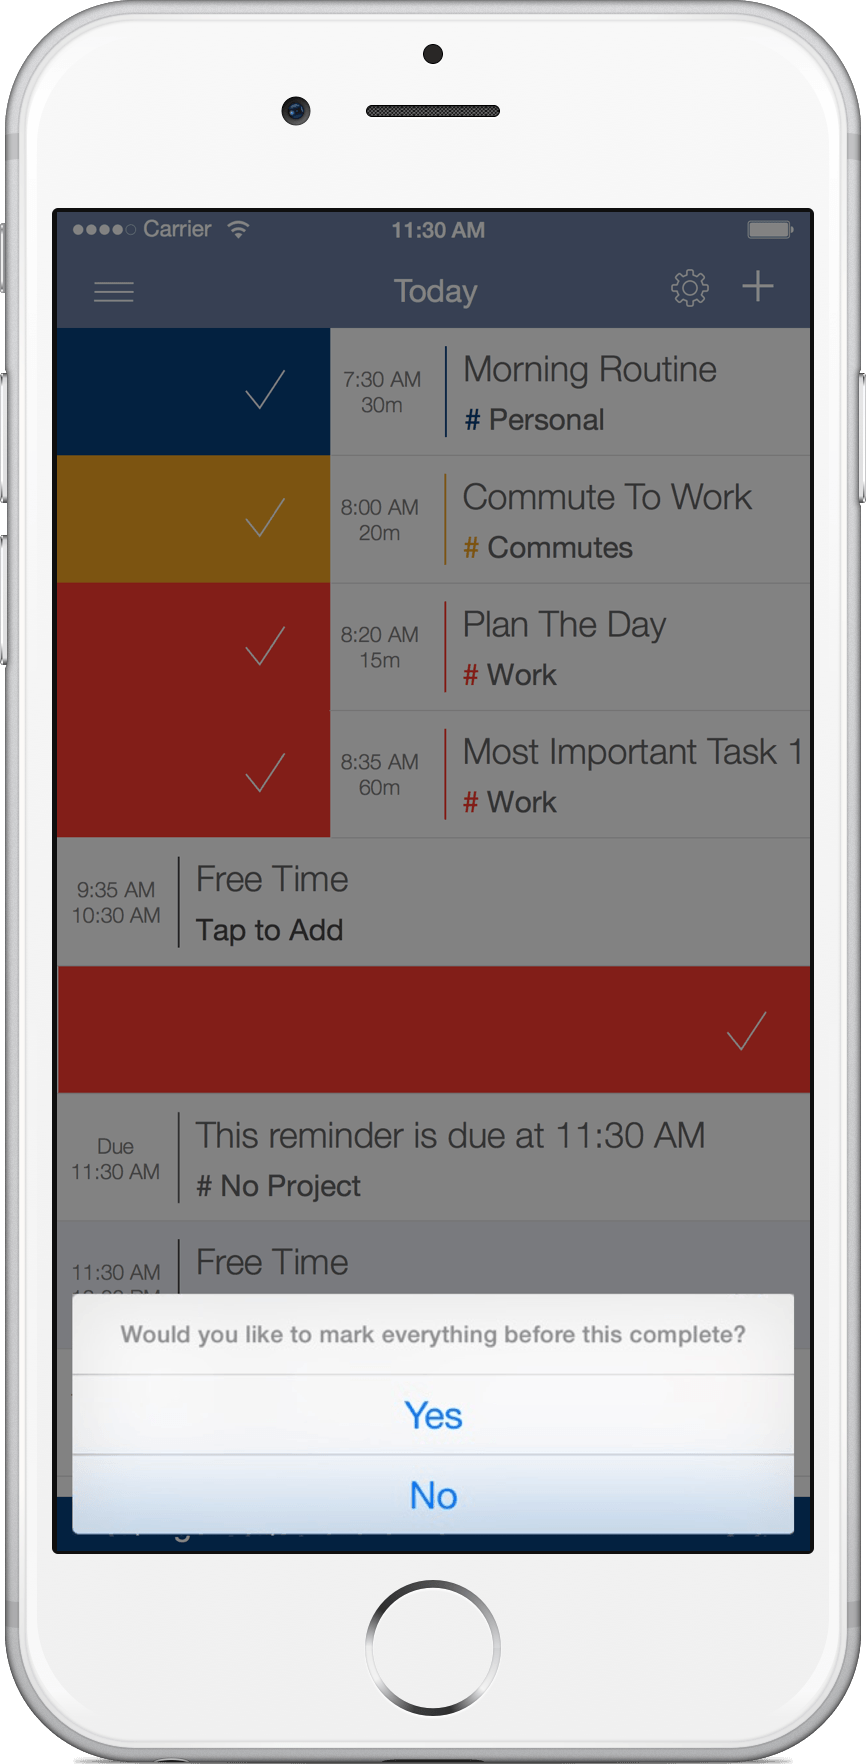 Carrier 11:30 AM
Today
7:30 AM
30m
Morning Routine
# Personal
8:00 AM
20m
Commute To Work
# Commutes
8:20 AM
15m
Plan The Day
# Work
8:35 AM
60m
Most Important Task 1
# Work
9:35 AM
10:30 AM
Free Time
Tap to Add
Due
11:30 AM
This reminder is due at 11:30 AM
# No Project
11:30 AM
Free Time
Would you like to mark everything before this complete?
Yes
No